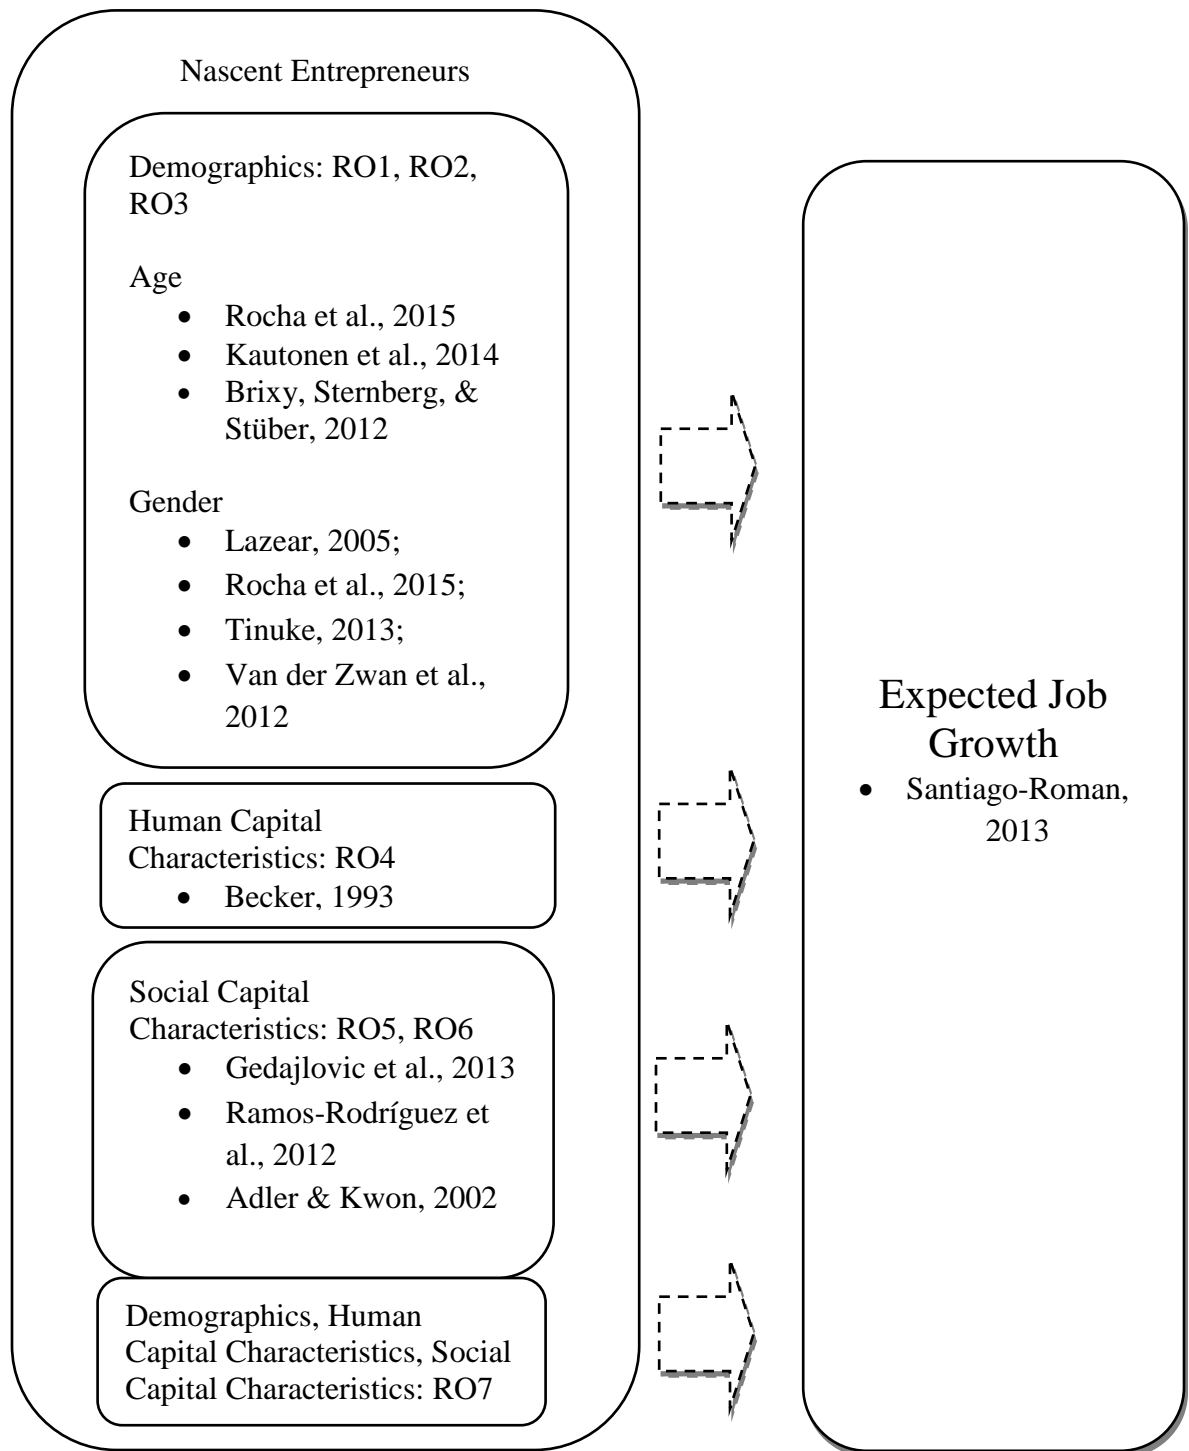 Nascent Entrepreneurs
Demographics: RO1, RO2,
RO3
Age
• Rocha et al., 2015
• Kautonen et al., 2014
• Brixy, Sternberg, &
Stüber, 2012
Gender
• Lazear, 2005;
• Rocha et al., 2015;
• Tinuke, 2013;
• Van der Zwan et al.,
2012
Human Capital
Characteristics: RO4
• Becker, 1993
Social Capital
Characteristics: RO5, RO6
• Gedajlovic et al., 2013
• Ramos-Rodríguez et
al., 2012
• Adler & Kwon, 2002
Demographics, Human
Capital Characteristics, Social
Capital Characteristics: RO7
Expected Job
Growth
• Santiago-Roman,
2013